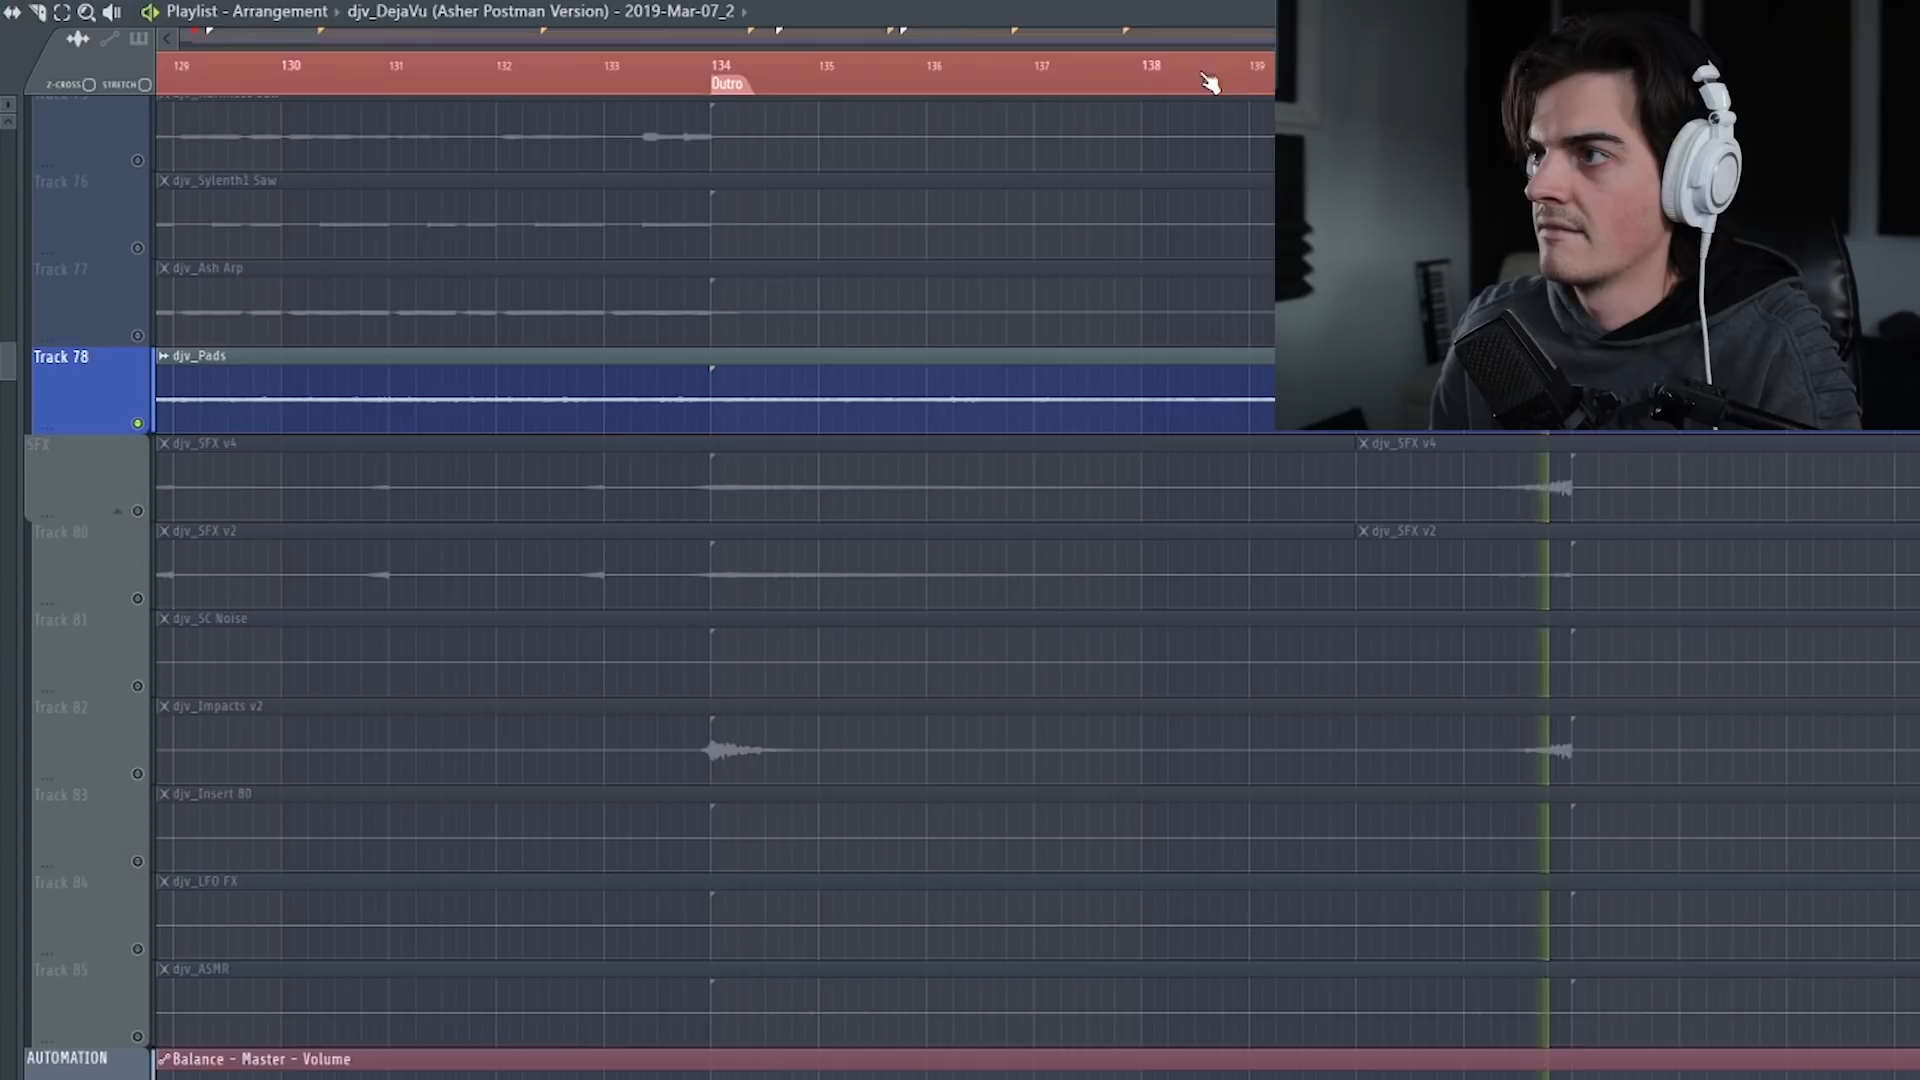 Playlist - Arrangement › djv_DejaVu (Asher Postman Version) - 2019-Mar-07_2 ›
129 130 131 132 133 134 135 136 137 138 139
Z-CROSS STRETCH
Outro
Track 76
djv_Sylenth1 Saw
Track 77
djv_Ash Arp
Track 78
djv_Pads
SFX
djv_SFX v4
djv_SFX v4
Track 80
djv_SFX v2
djv_SFX v2
Track 81
djv_SC Noise
Track 82
djv_Impacts v2
Track 83
djv_Insert 80
Track 84
djv_LFO FX
Track 85
djv_ASMR
AUTOMATION
Balance - Master - Volume